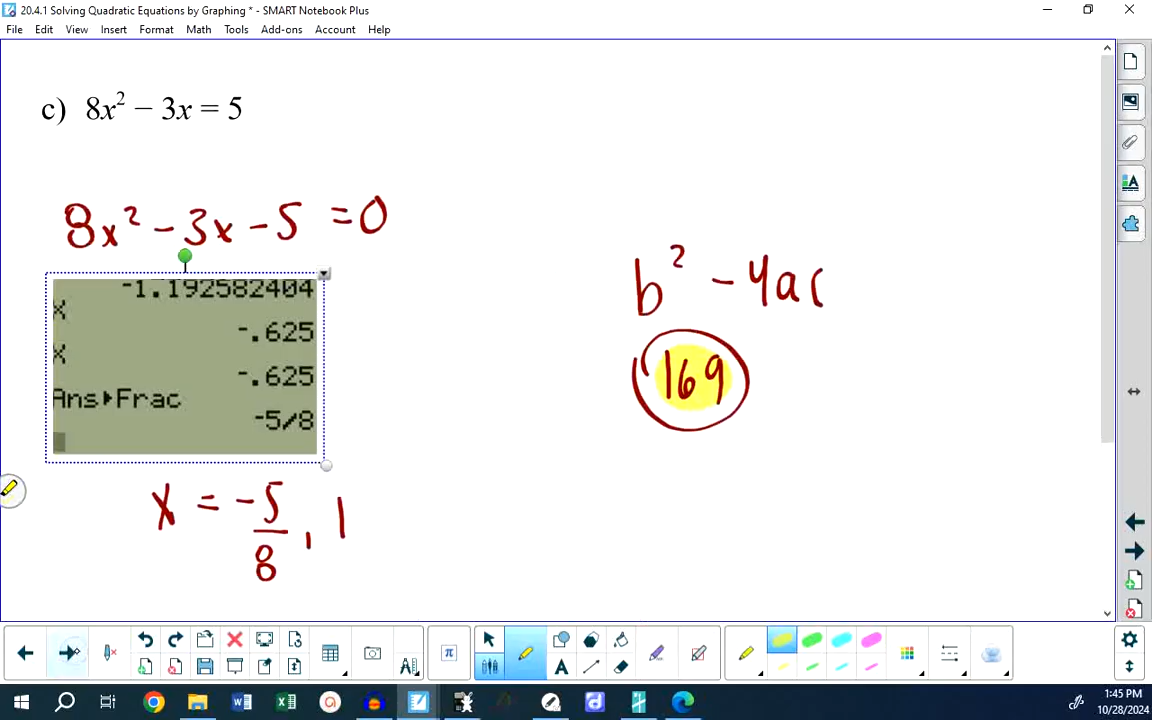 20.4.1 Solving Quadratic Equations by Graphing * - SMART Notebook Plus
File Edit View Insert Format Math Tools Add-ons Account Help
c) 8x² − 3x = 5
8x² − 3x − 5 = 0
-1.192582404
X
-.625
X
-.625
Ans▸Frac
-5/8
x = -5/8 , 1
b² − 4ac
169
1:45 PM
10/28/2024